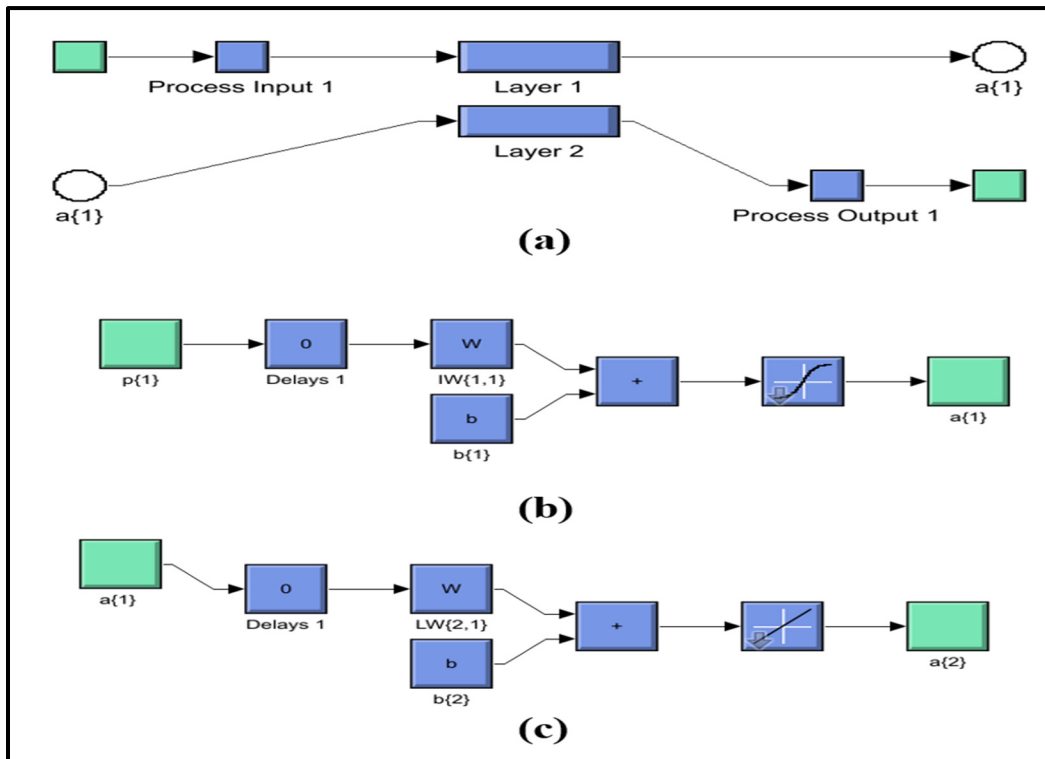 Process Input 1
Layer 1
a{1}
Layer 2
a{1}
Process Output 1
(a)
0
W
p{1}
Delays 1
IW{1,1}
+
b
a{1}
b{1}
(b)
0
W
a{1}
Delays 1
LW{2,1}
+
b
a{2}
b{2}
(c)